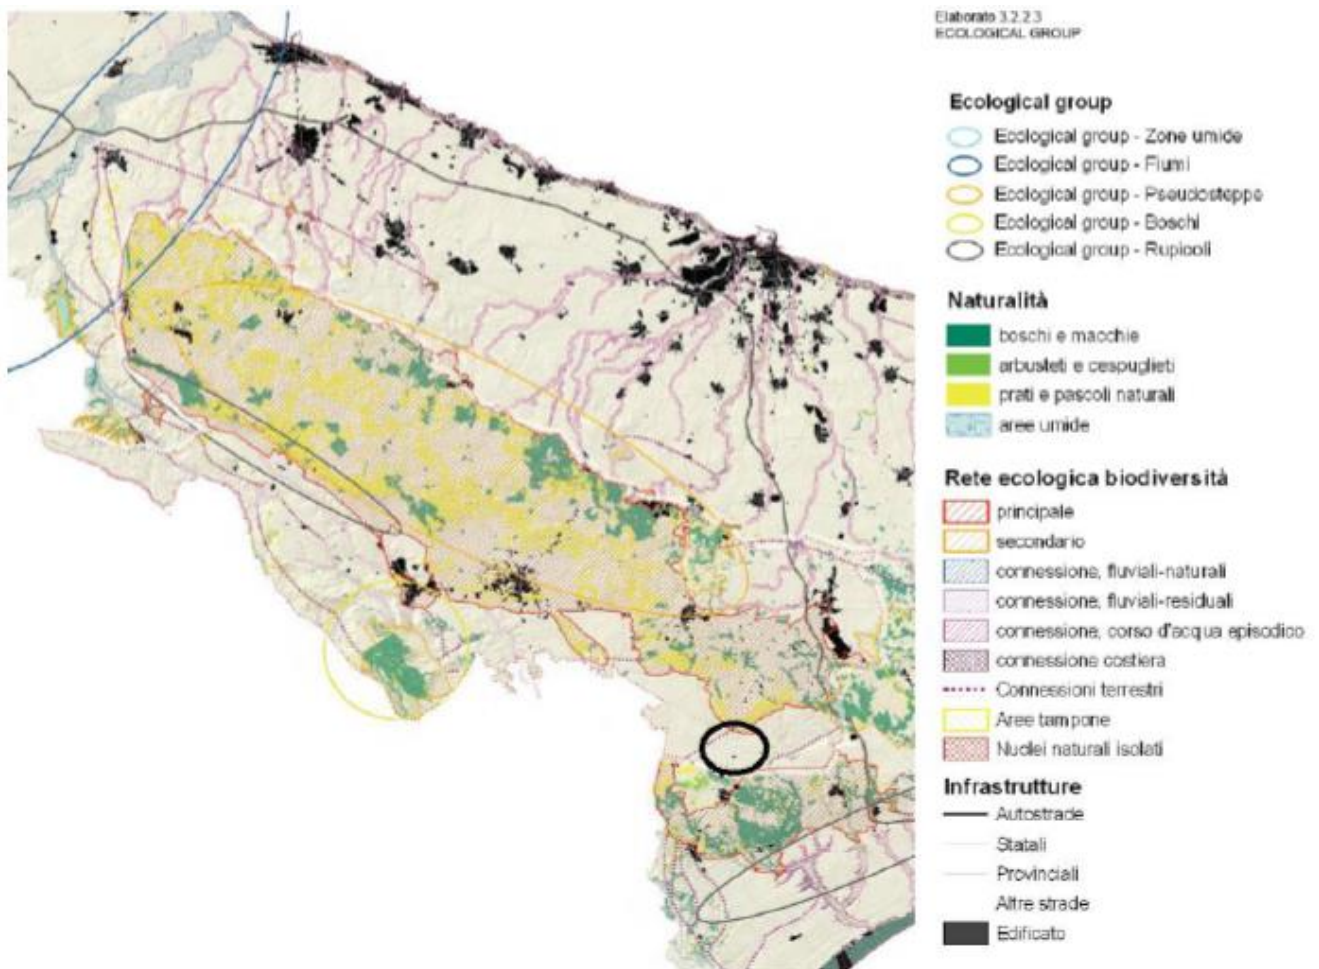 Elaborato 3.2.2.3
ECOLOGICAL GROUP
Ecological group
Ecological group - Zone umide
Ecological group - Fiumi
Ecological group - Pseudosteppe
Ecological group - Boschi
Ecological group - Rupicoli
Naturalità
boschi e macchie
arbusteti e cespuglieti
prati e pascoli naturali
aree umide
Rete ecologica biodiversità
principale
secondario
connessione, fluviali-naturali
connessione, fluviali-residuali
connessione, corso d'acqua episodico
connessione costiera
Connessioni terrestri
Aree tampone
Nuclei naturali isolati
Infrastrutture
Autostrade
Statali
Provinciali
Altre strade
Edificato